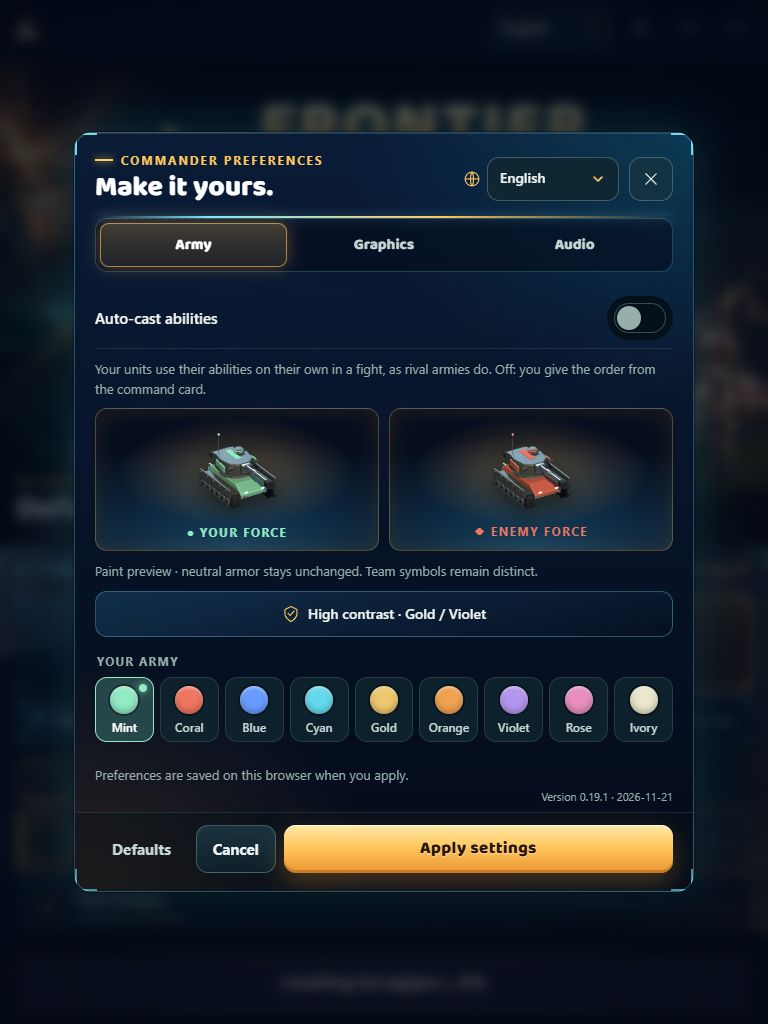 FRONTIER
COMMANDER PREFERENCES
Make it yours.
English
Army
Graphics
Audio
Auto-cast abilities
Your units use their abilities on their own in a fight, as rival armies do. Off: you give the order from
the command card.
YOUR FORCE
ENEMY FORCE
Paint preview · neutral armor stays unchanged. Team symbols remain distinct.
High contrast · Gold / Violet
YOUR ARMY
Mint
Coral
Blue
Cyan
Gold
Orange
Violet
Rose
Ivory
Preferences are saved on this browser when you apply.
Version 0.19.1 · 2026-11-21
Defaults
Cancel
Apply settings